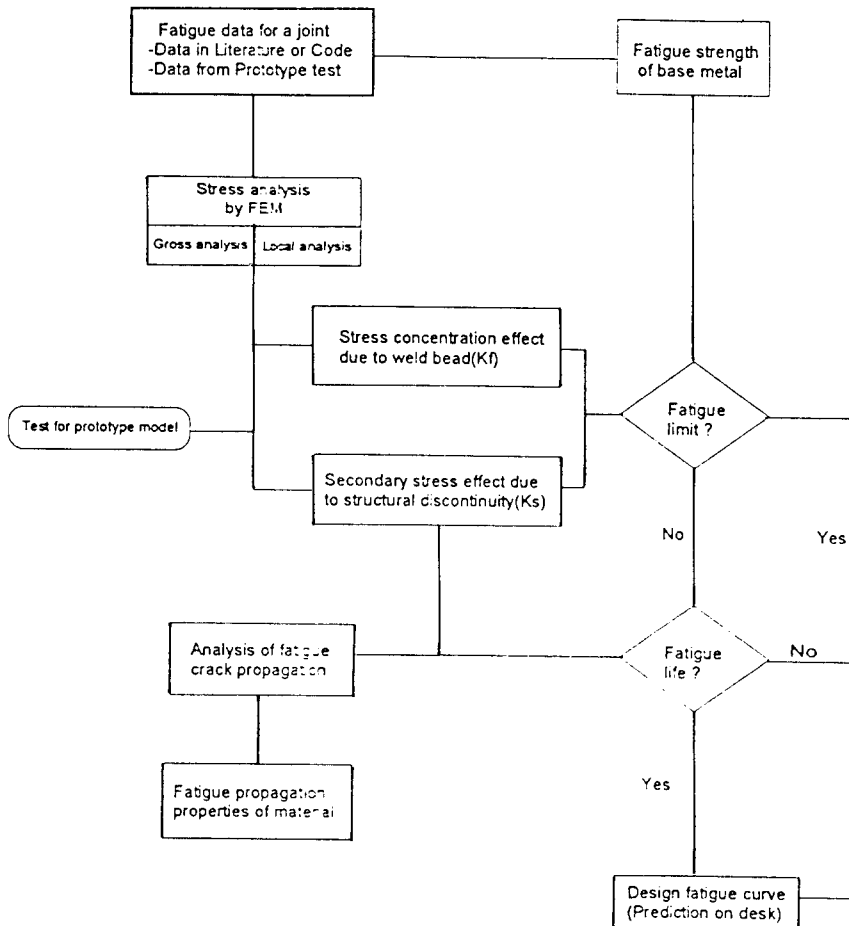 Fatigue data for a joint
-Data in Literature or Code
-Data from Prototype test
Fatigue strength
of base metal
Stress analysis
by FEM
Gross analysis
Local analysis
Stress concentration effect
due to weld bead(Kf)
Test for prototype model
Fatigue
limit ?
Secondary stress effect due
to structural discontinuity(Ks)
No
Yes
Analysis of fatigue
crack propagation
Fatigue
life ?
No
Fatigue propagation
properties of material
Yes
Design fatigue curve
(Prediction on desk)